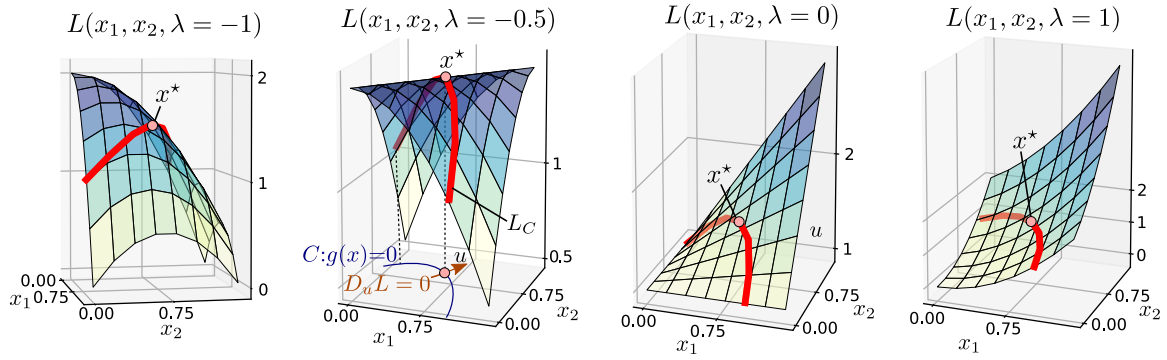 L(x₁, x₂, λ = −1)
x⋆
2
1
0
0.00
0.75
x₁
0.00
0.75
x₂
L(x₁, x₂, λ = −0.5)
x⋆
1
0.5
L_C
C:g(x)=0
u
D_uL = 0
0.00
0.75
x₁
0.00
0.75
x₂
L(x₁, x₂, λ = 0)
x⋆
2
u
1
0.00
0.75
x₁
0.00
0.75
x₂
L(x₁, x₂, λ = 1)
x⋆
2
1
0
0.00
0.75
x₁
0.00
0.75
x₂